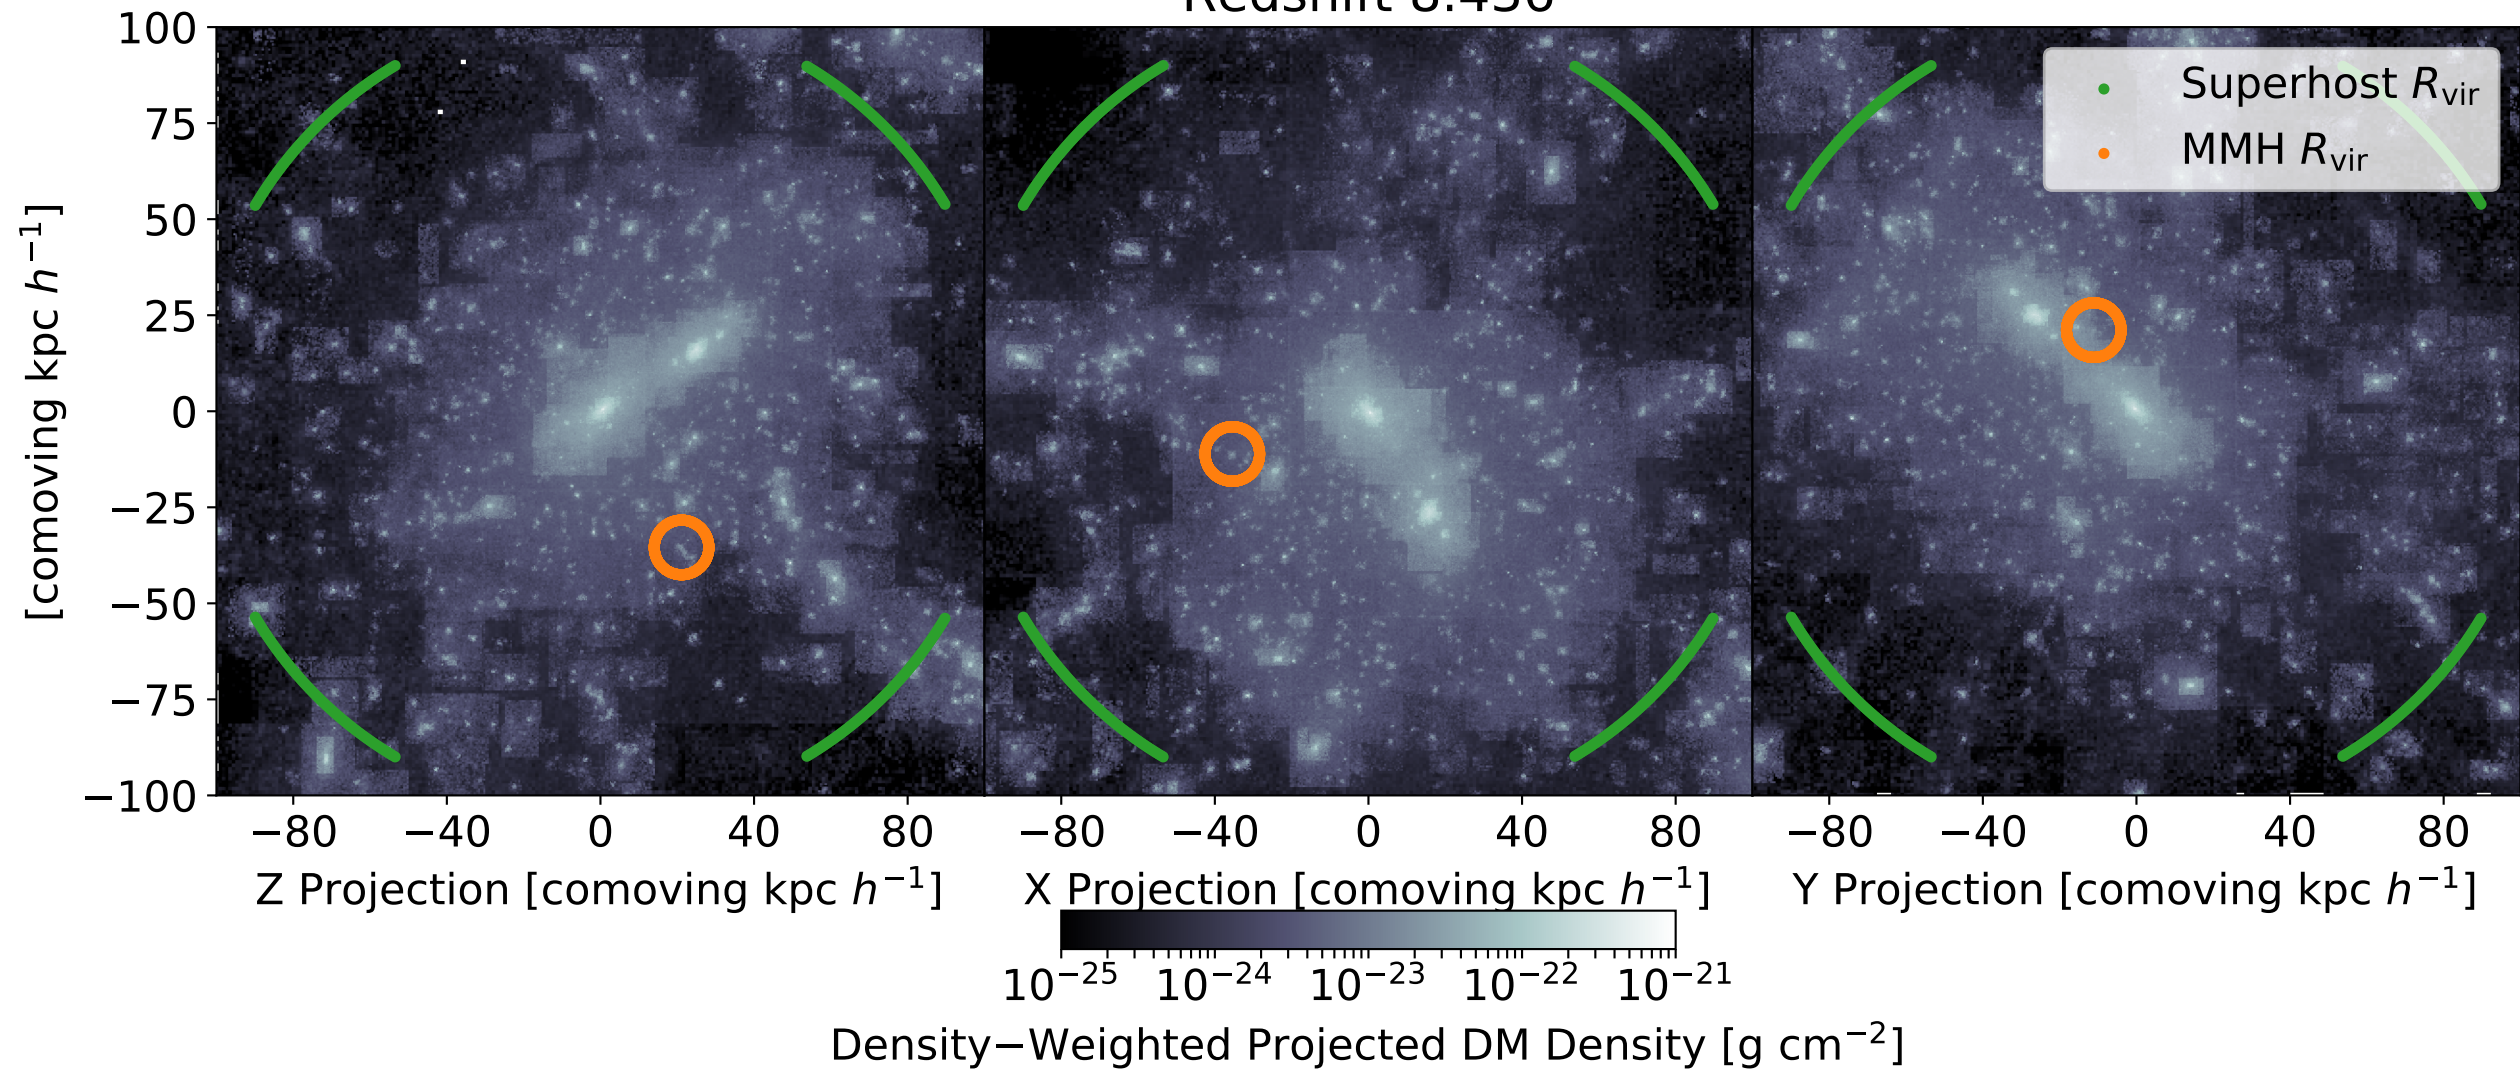 Redshift 8.436
Superhost Rvir
MMH Rvir
100
75
50
25
0
−25
−50
−75
−100
[comoving kpc h⁻¹]
−80 −40 0 40 80 −80 −40 0 40 80 −80 −40 0 40 80
Z Projection [comoving kpc h⁻¹] X Projection [comoving kpc h⁻¹] Y Projection [comoving kpc h⁻¹]
10⁻²⁵ 10⁻²⁴ 10⁻²³ 10⁻²² 10⁻²¹
Density−Weighted Projected DM Density [g cm⁻²]